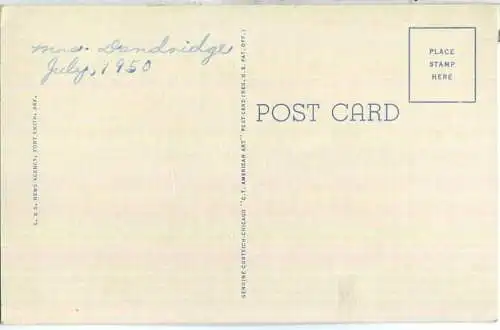 Mrs. Dandridge
July, 1950
L. & S. NEWS AGENCY, FORT SMITH, ARK.
GENUINE CURTEICH-CHICAGO "C.T. AMERICAN ART" POST CARD (REG. U.S. PAT. OFF.)
POST CARD
PLACE
STAMP
HERE